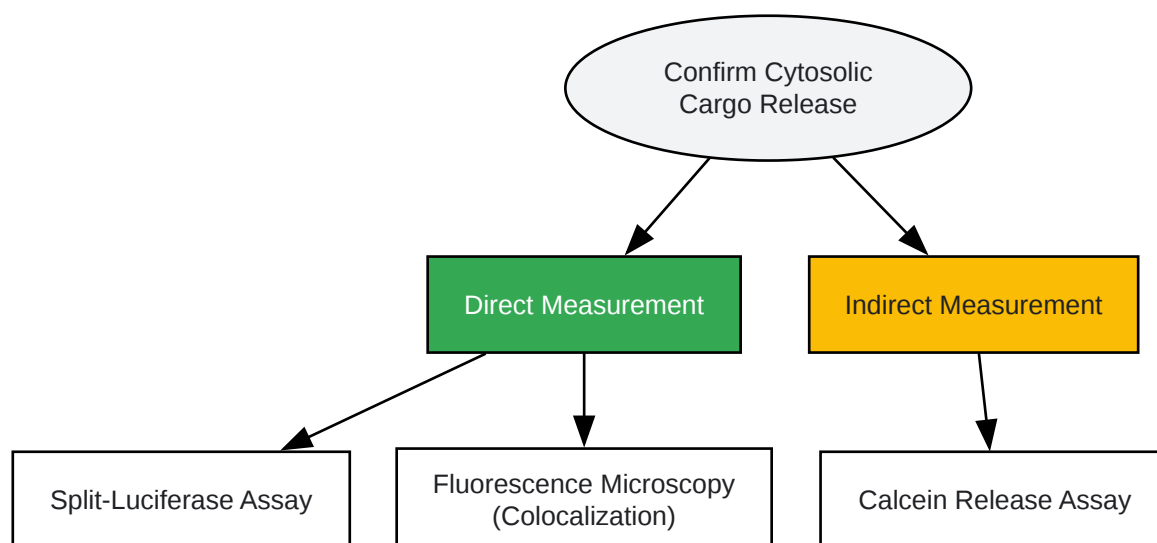 Confirm Cytosolic
Cargo Release
Direct Measurement
Indirect Measurement
Split-Luciferase Assay
Fluorescence Microscopy
(Colocalization)
Calcein Release Assay